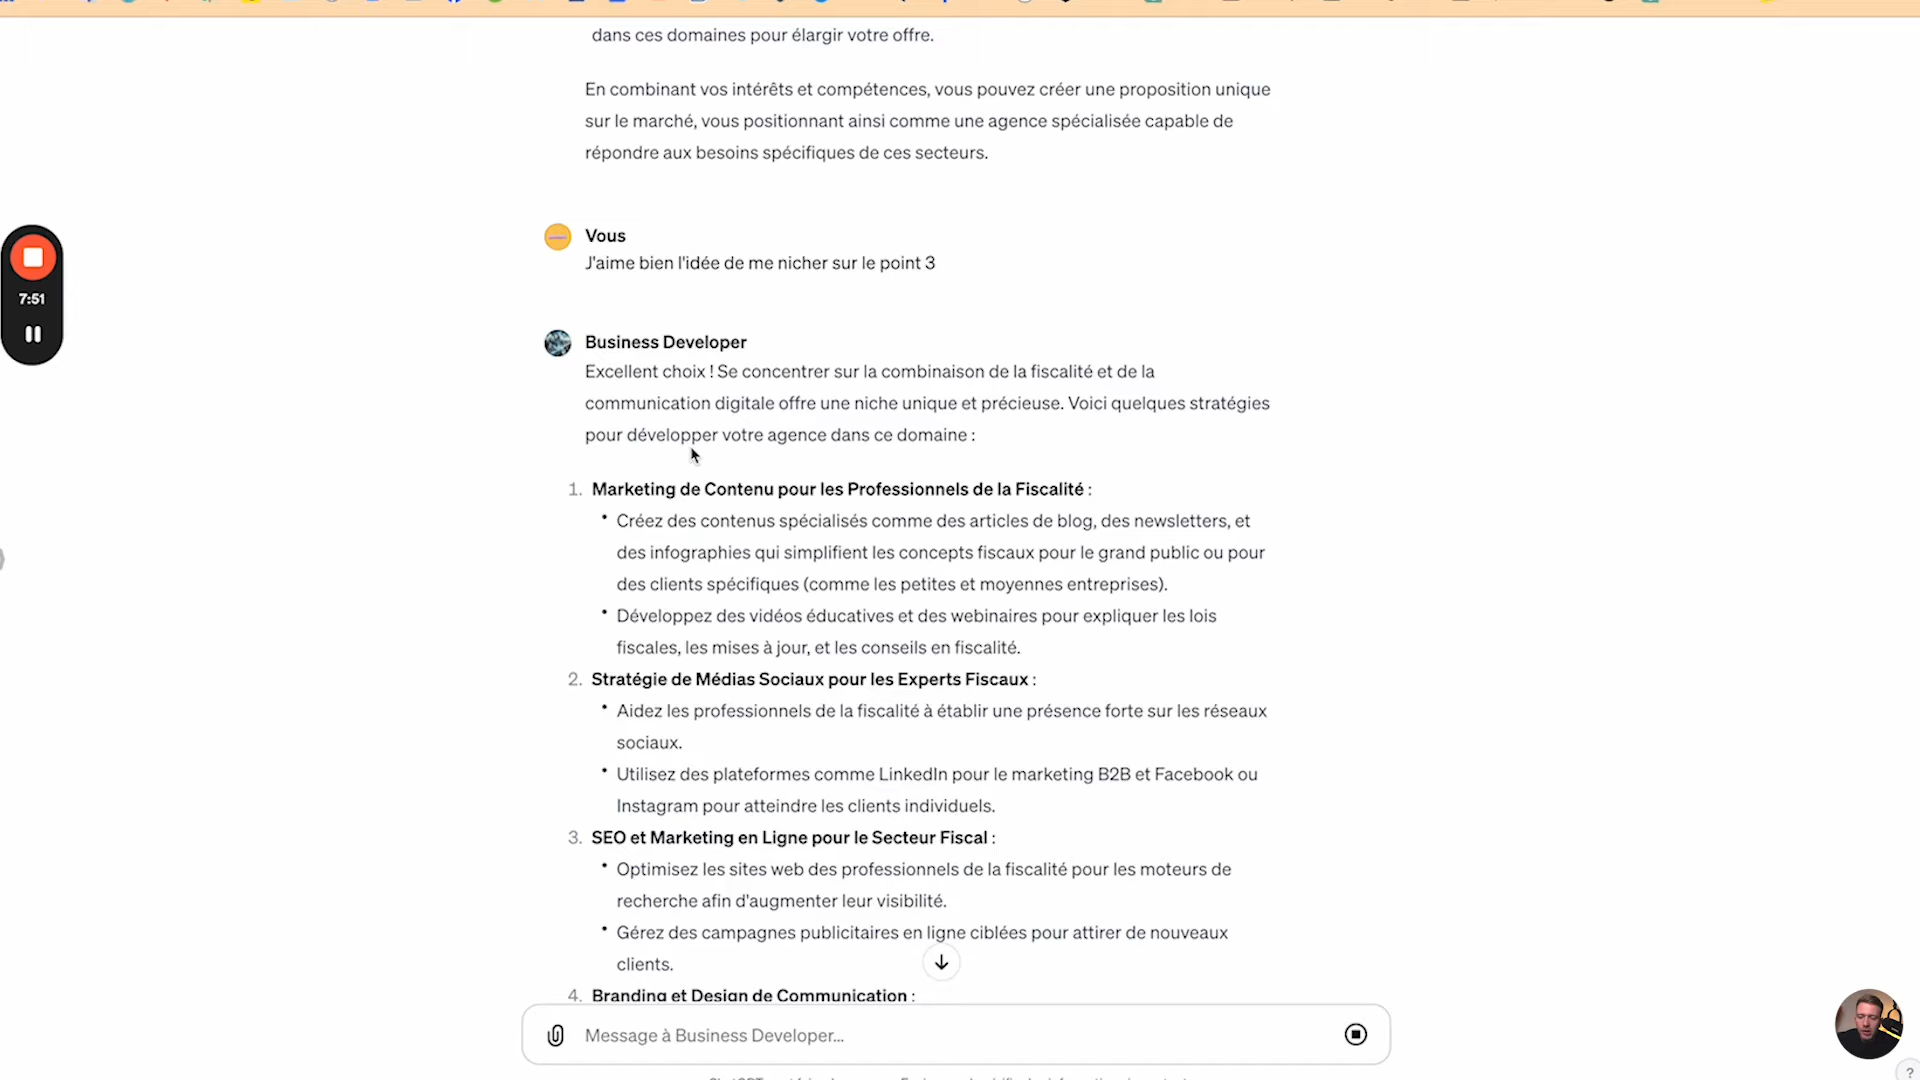 dans ces domaines pour élargir votre offre.
En combinant vos intérêts et compétences, vous pouvez créer une proposition unique
sur le marché, vous positionnant ainsi comme une agence spécialisée capable de
répondre aux besoins spécifiques de ces secteurs.
Vous
J'aime bien l'idée de me nicher sur le point 3
7:51
Business Developer
Excellent choix ! Se concentrer sur la combinaison de la fiscalité et de la
communication digitale offre une niche unique et précieuse. Voici quelques stratégies
pour développer votre agence dans ce domaine :
1. Marketing de Contenu pour les Professionnels de la Fiscalité :
• Créez des contenus spécialisés comme des articles de blog, des newsletters, et
des infographies qui simplifient les concepts fiscaux pour le grand public ou pour
des clients spécifiques (comme les petites et moyennes entreprises).
• Développez des vidéos éducatives et des webinaires pour expliquer les lois
fiscales, les mises à jour, et les conseils en fiscalité.
2. Stratégie de Médias Sociaux pour les Experts Fiscaux :
• Aidez les professionnels de la fiscalité à établir une présence forte sur les réseaux
sociaux.
• Utilisez des plateformes comme LinkedIn pour le marketing B2B et Facebook ou
Instagram pour atteindre les clients individuels.
3. SEO et Marketing en Ligne pour le Secteur Fiscal :
• Optimisez les sites web des professionnels de la fiscalité pour les moteurs de
recherche afin d'augmenter leur visibilité.
• Gérez des campagnes publicitaires en ligne ciblées pour attirer de nouveaux
clients.
4. Branding et Design de Communication :
Message à Business Developer...
?